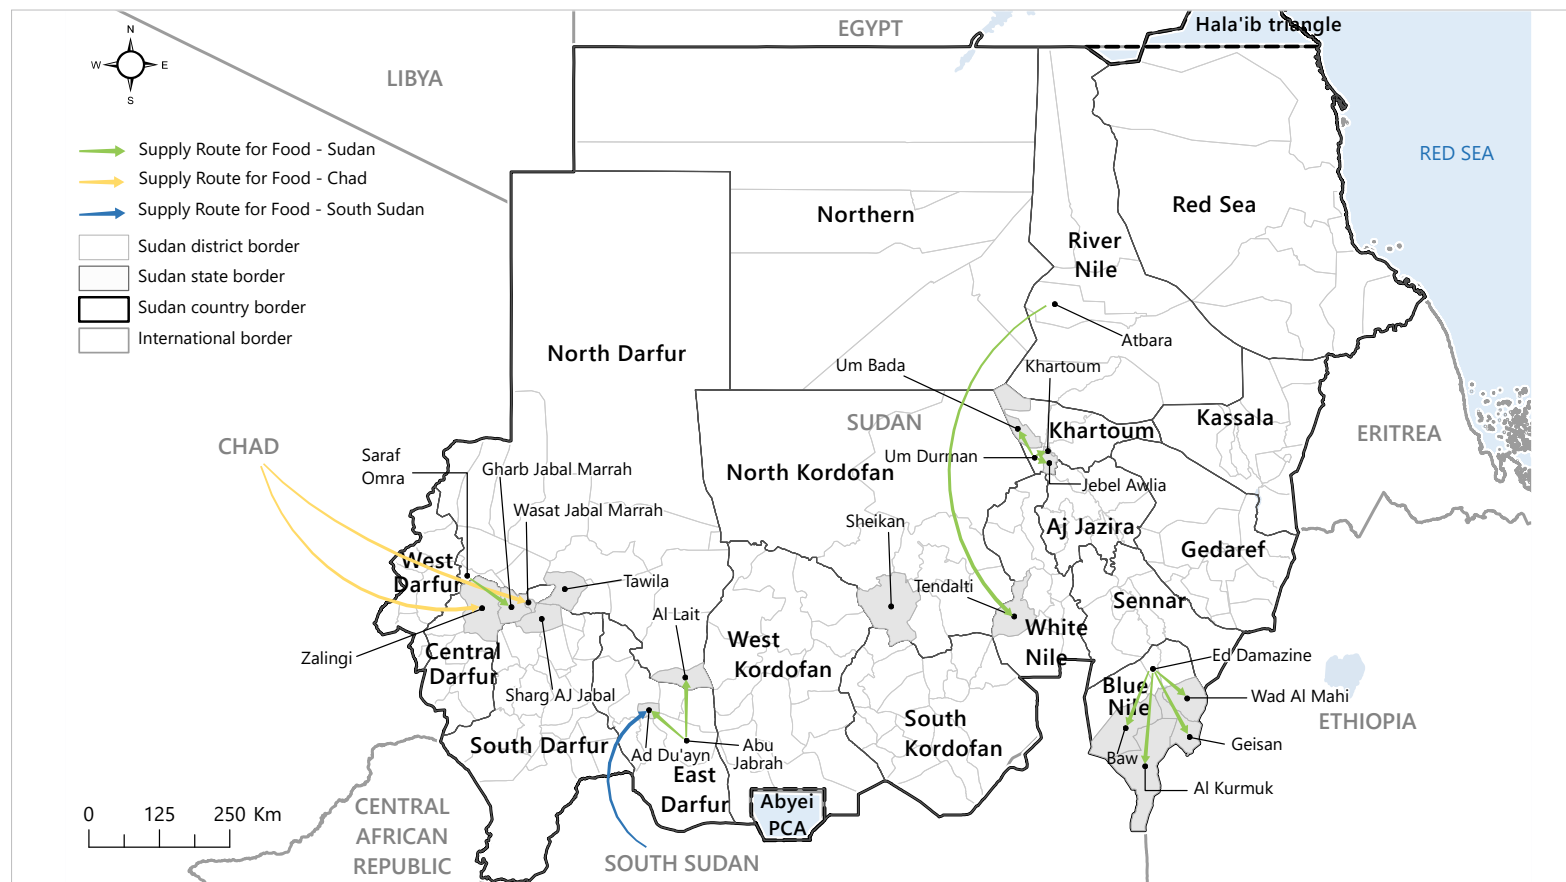 EGYPT
Hala'ib triangle
N
W
E
S
LIBYA
RED SEA
Supply Route for Food - Sudan
Supply Route for Food - Chad
Supply Route for Food - South Sudan
Sudan district border
Sudan state border
Sudan country border
International border
Northern
Red Sea
River
Nile
North Darfur
Atbara
Um Bada
Khartoum
SUDAN
Kassala
Khartoum
ERITREA
CHAD
Saraf
Omra
Gharb Jabal Marrah
North Kordofan
Um Durman
Jebel Awlia
Wasat Jabal Marrah
Sheikan
Aj Jazira
Gedaref
West
Darfur
Tawila
Tendalti
Sennar
Al Lait
White
Nile
West
Kordofan
Zalingi
Central
Darfur
Sharg AJ Jabal
Ed Damazine
Blue
Nile
Wad Al Mahi
ETHIOPIA
South
Kordofan
South Darfur
Ad Du'ayn
Abu
Jabrah
Geisan
Baw
East
Darfur
Al Kurmuk
Abyei
PCA
0
125
250 Km
CENTRAL
AFRICAN
REPUBLIC
SOUTH SUDAN